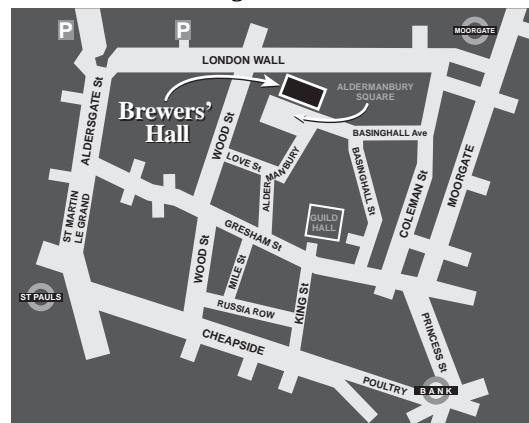 P
P
MOORGATE
LONDON WALL
ALDERMANBURY
SQUARE
Brewers'
Hall
ALDERSGATE St
WOOD St
LOVE St
ALDERMANBURY
BASINGHALL Ave
BASINGHALL St
COLEMAN St
MOORGATE
ST MARTIN
LE GRAND
GUILD
HALL
GRESHAM St
WOOD St
MILE St
KING St
RUSSIA ROW
ST PAULS
CHEAPSIDE
PRINCESS St
POULTRY
BANK